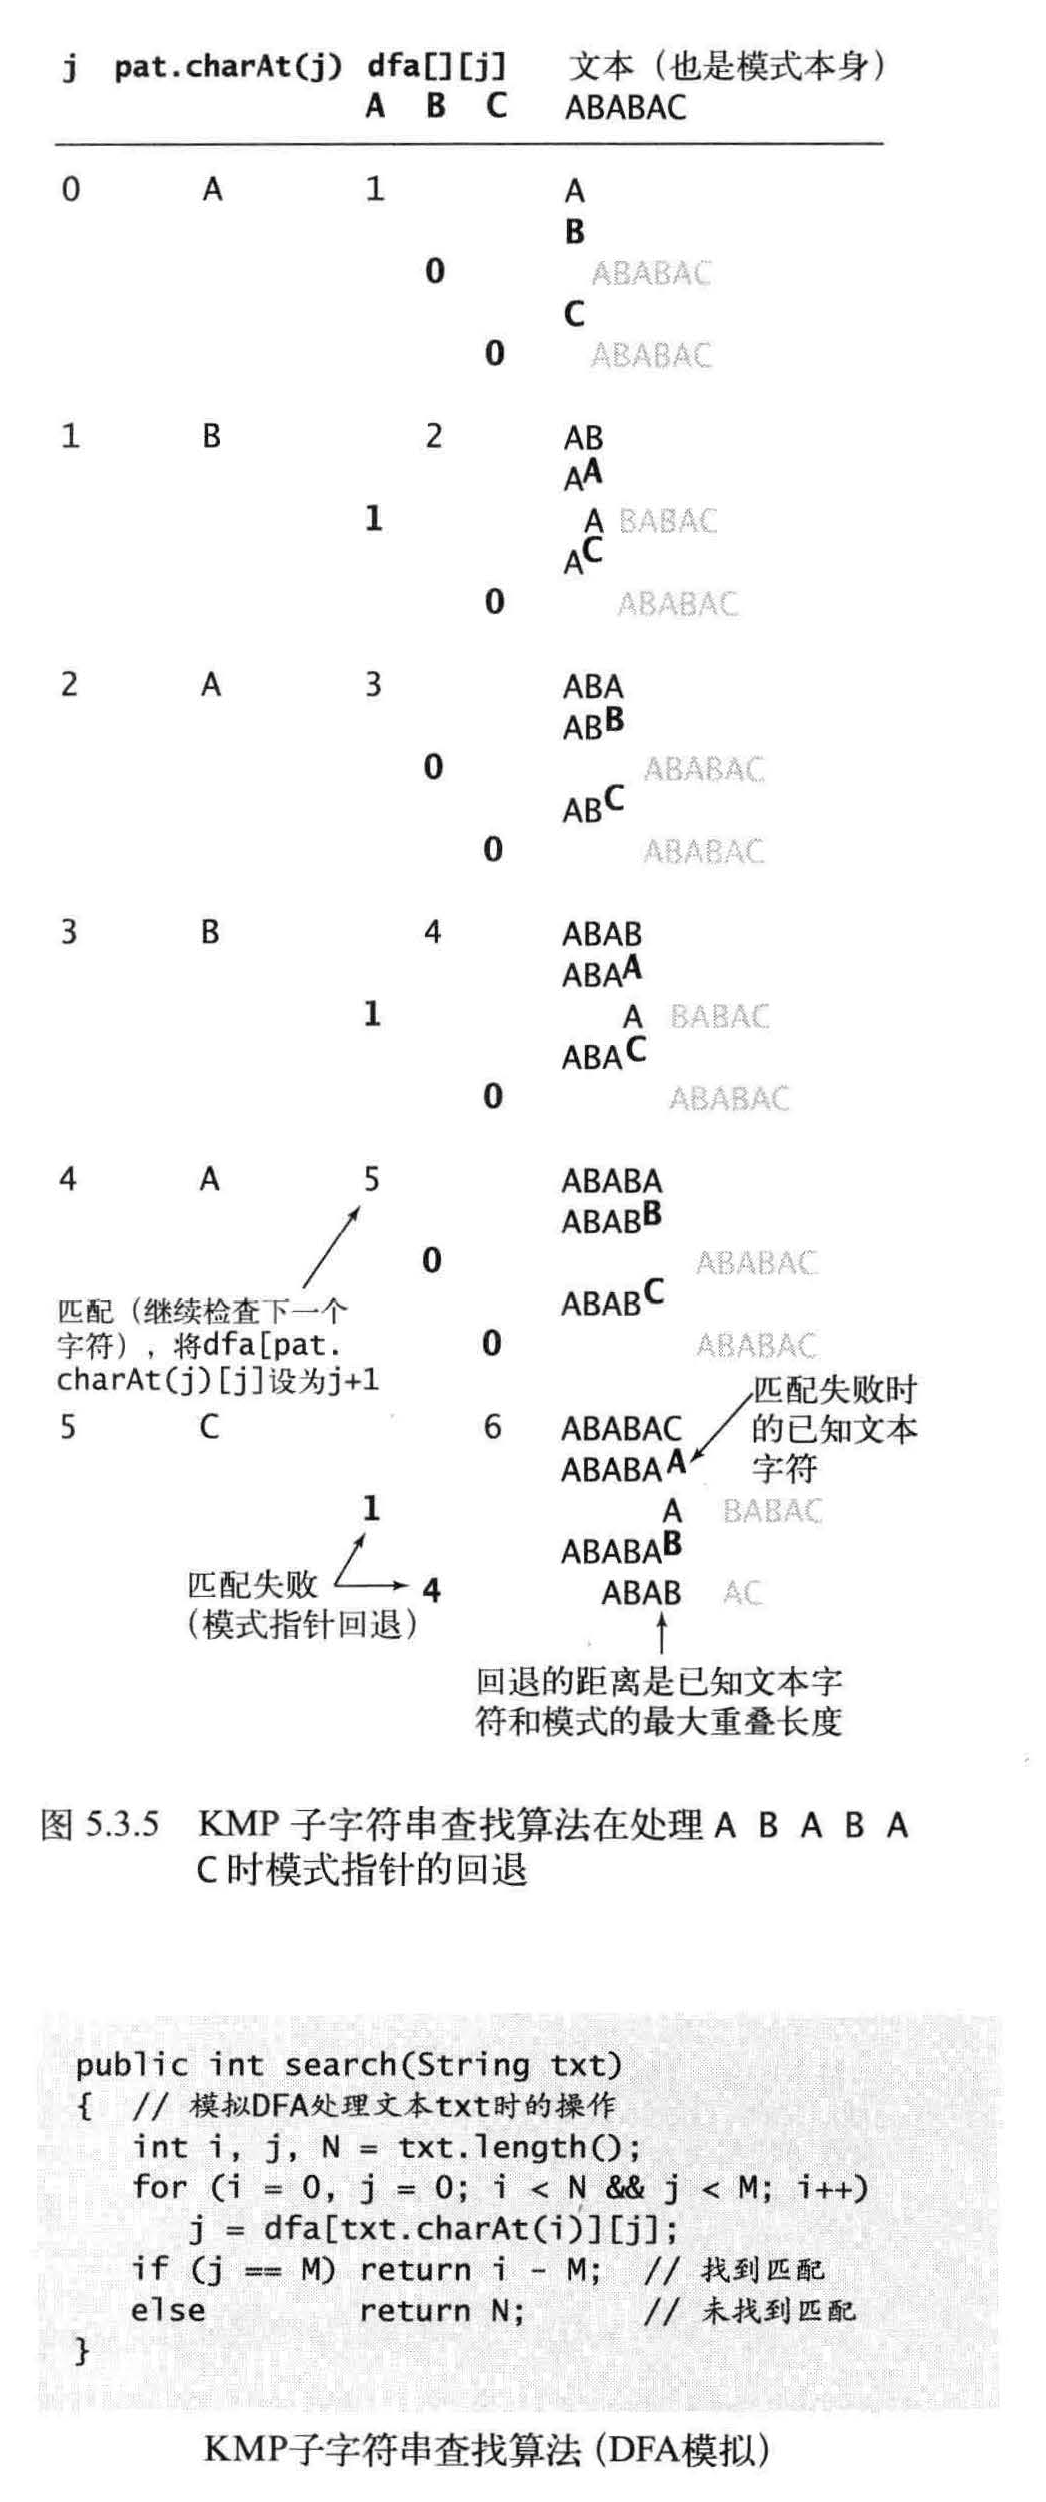 j pat.charAt(j) dfa[][j] 文本（也是模式本身）
A B C ABABAC
0 A 1 A
B
0 ABABAC
C
0 ABABAC
1 B 2 AB
AA
1 A BABAC
AC
0 ABABAC
2 A 3 ABA
ABB
0 ABABAC
ABC
0 ABABAC
3 B 4 ABAB
ABAA
1 A BABAC
ABAC
0 ABABAC
4 A 5 ABABA
ABABB
0 ABABAC
ABABC
0 ABABAC
匹配（继续检查下一个
字符），将dfa[pat.
charAt(j)[j]设为j+1
匹配失败时
的已知文本
字符
5 C 6 ABABAC
ABABAA
1 A BABAC
ABABAB
4 ABAB AC
匹配失败
（模式指针回退）
回退的距离是已知文本字
符和模式的最大重叠长度
图 5.3.5 KMP 子字符串查找算法在处理 A B A B A
C 时模式指针的回退
public int search(String txt)
{ // 模拟DFA处理文本txt时的操作
int i, j, N = txt.length();
for (i = 0, j = 0; i < N && j < M; i++)
j = dfa[txt.charAt(i)][j];
if (j == M) return i - M; // 找到匹配
else return N; // 未找到匹配
}
KMP子字符串查找算法（DFA模拟）